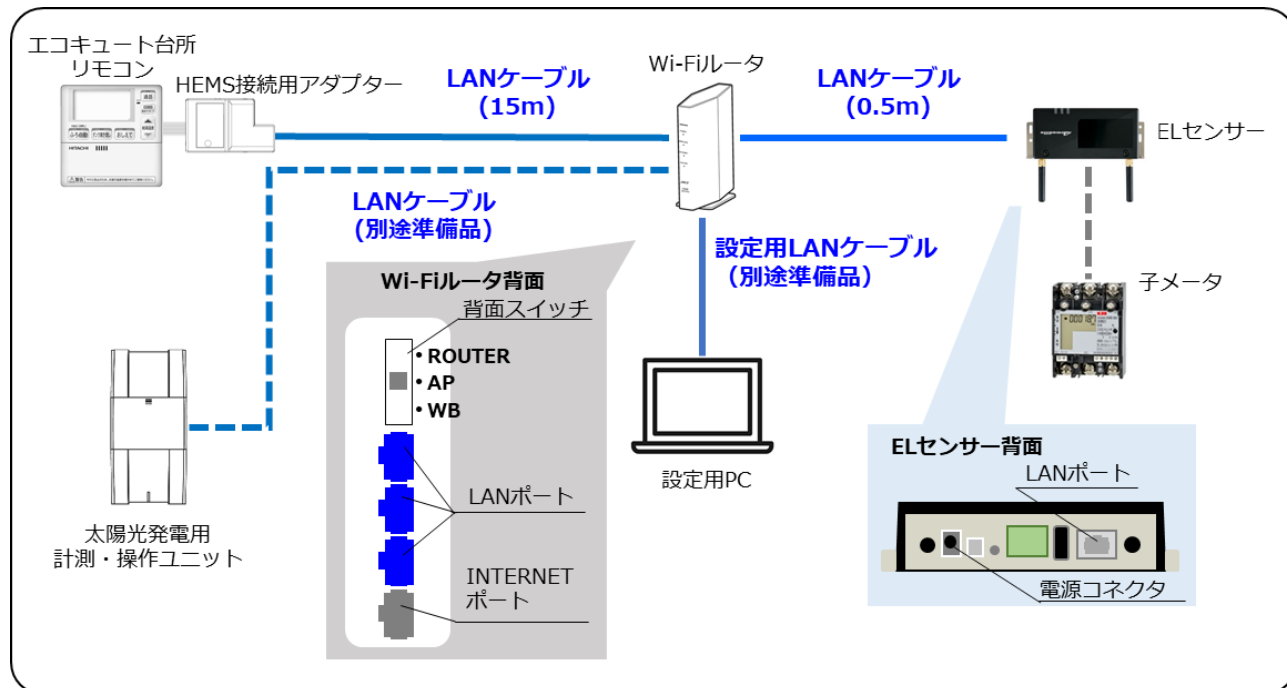 エコキュート台所
リモコン
HEMS接続用アダプター
LANケーブル
(15m)
Wi-Fiルータ
LANケーブル
(0.5m)
ELセンサー
HITACHI
LANケーブル
(別途準備品)
設定用LANケーブル
(別途準備品)
子メータ
Wi-Fiルータ背面
背面スイッチ
• ROUTER
• AP
• WB
LANポート
INTERNET
ポート
設定用PC
太陽光発電用
計測・操作ユニット
ELセンサー背面
LANポート
電源コネクタ